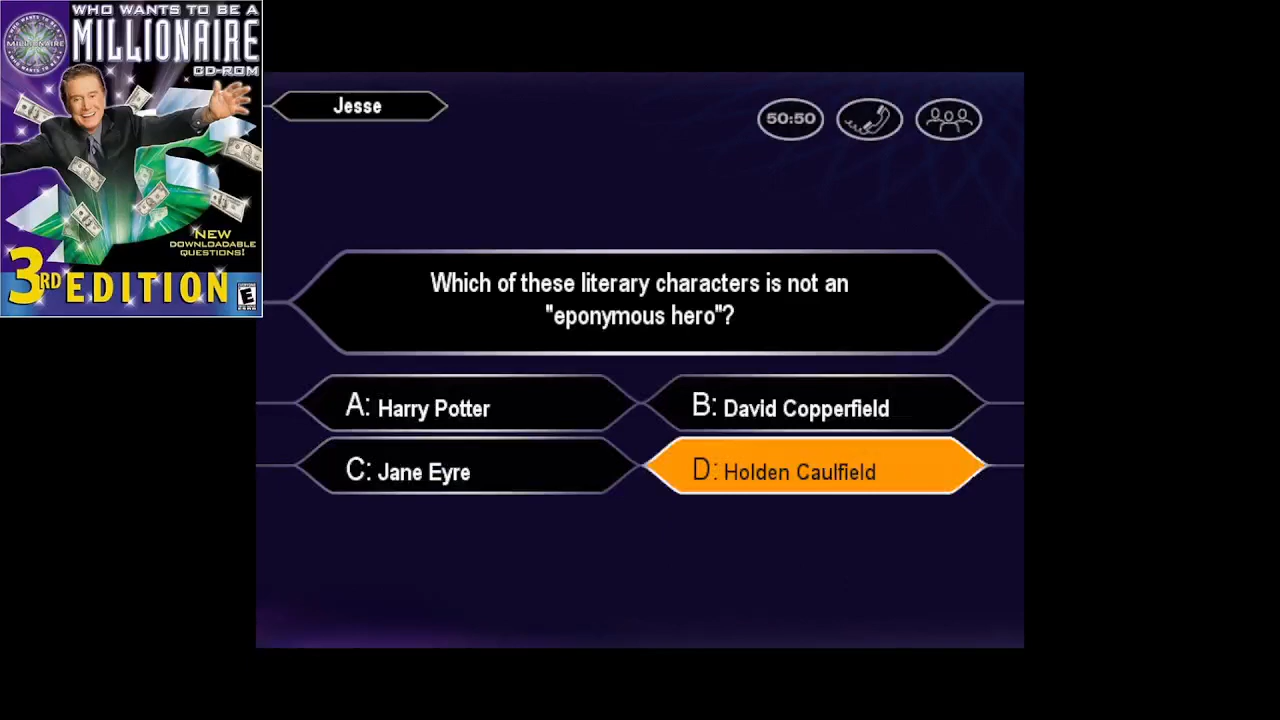 WHO WANTS TO BE A
MILLIONAIRE
CD-ROM
MILLIONAIRE
NEW
DOWNLOADABLE
QUESTIONS!
3RD EDITION
E
Jesse
50:50
Which of these literary characters is not an
"eponymous hero"?
A: Harry Potter
B: David Copperfield
C: Jane Eyre
D: Holden Caulfield